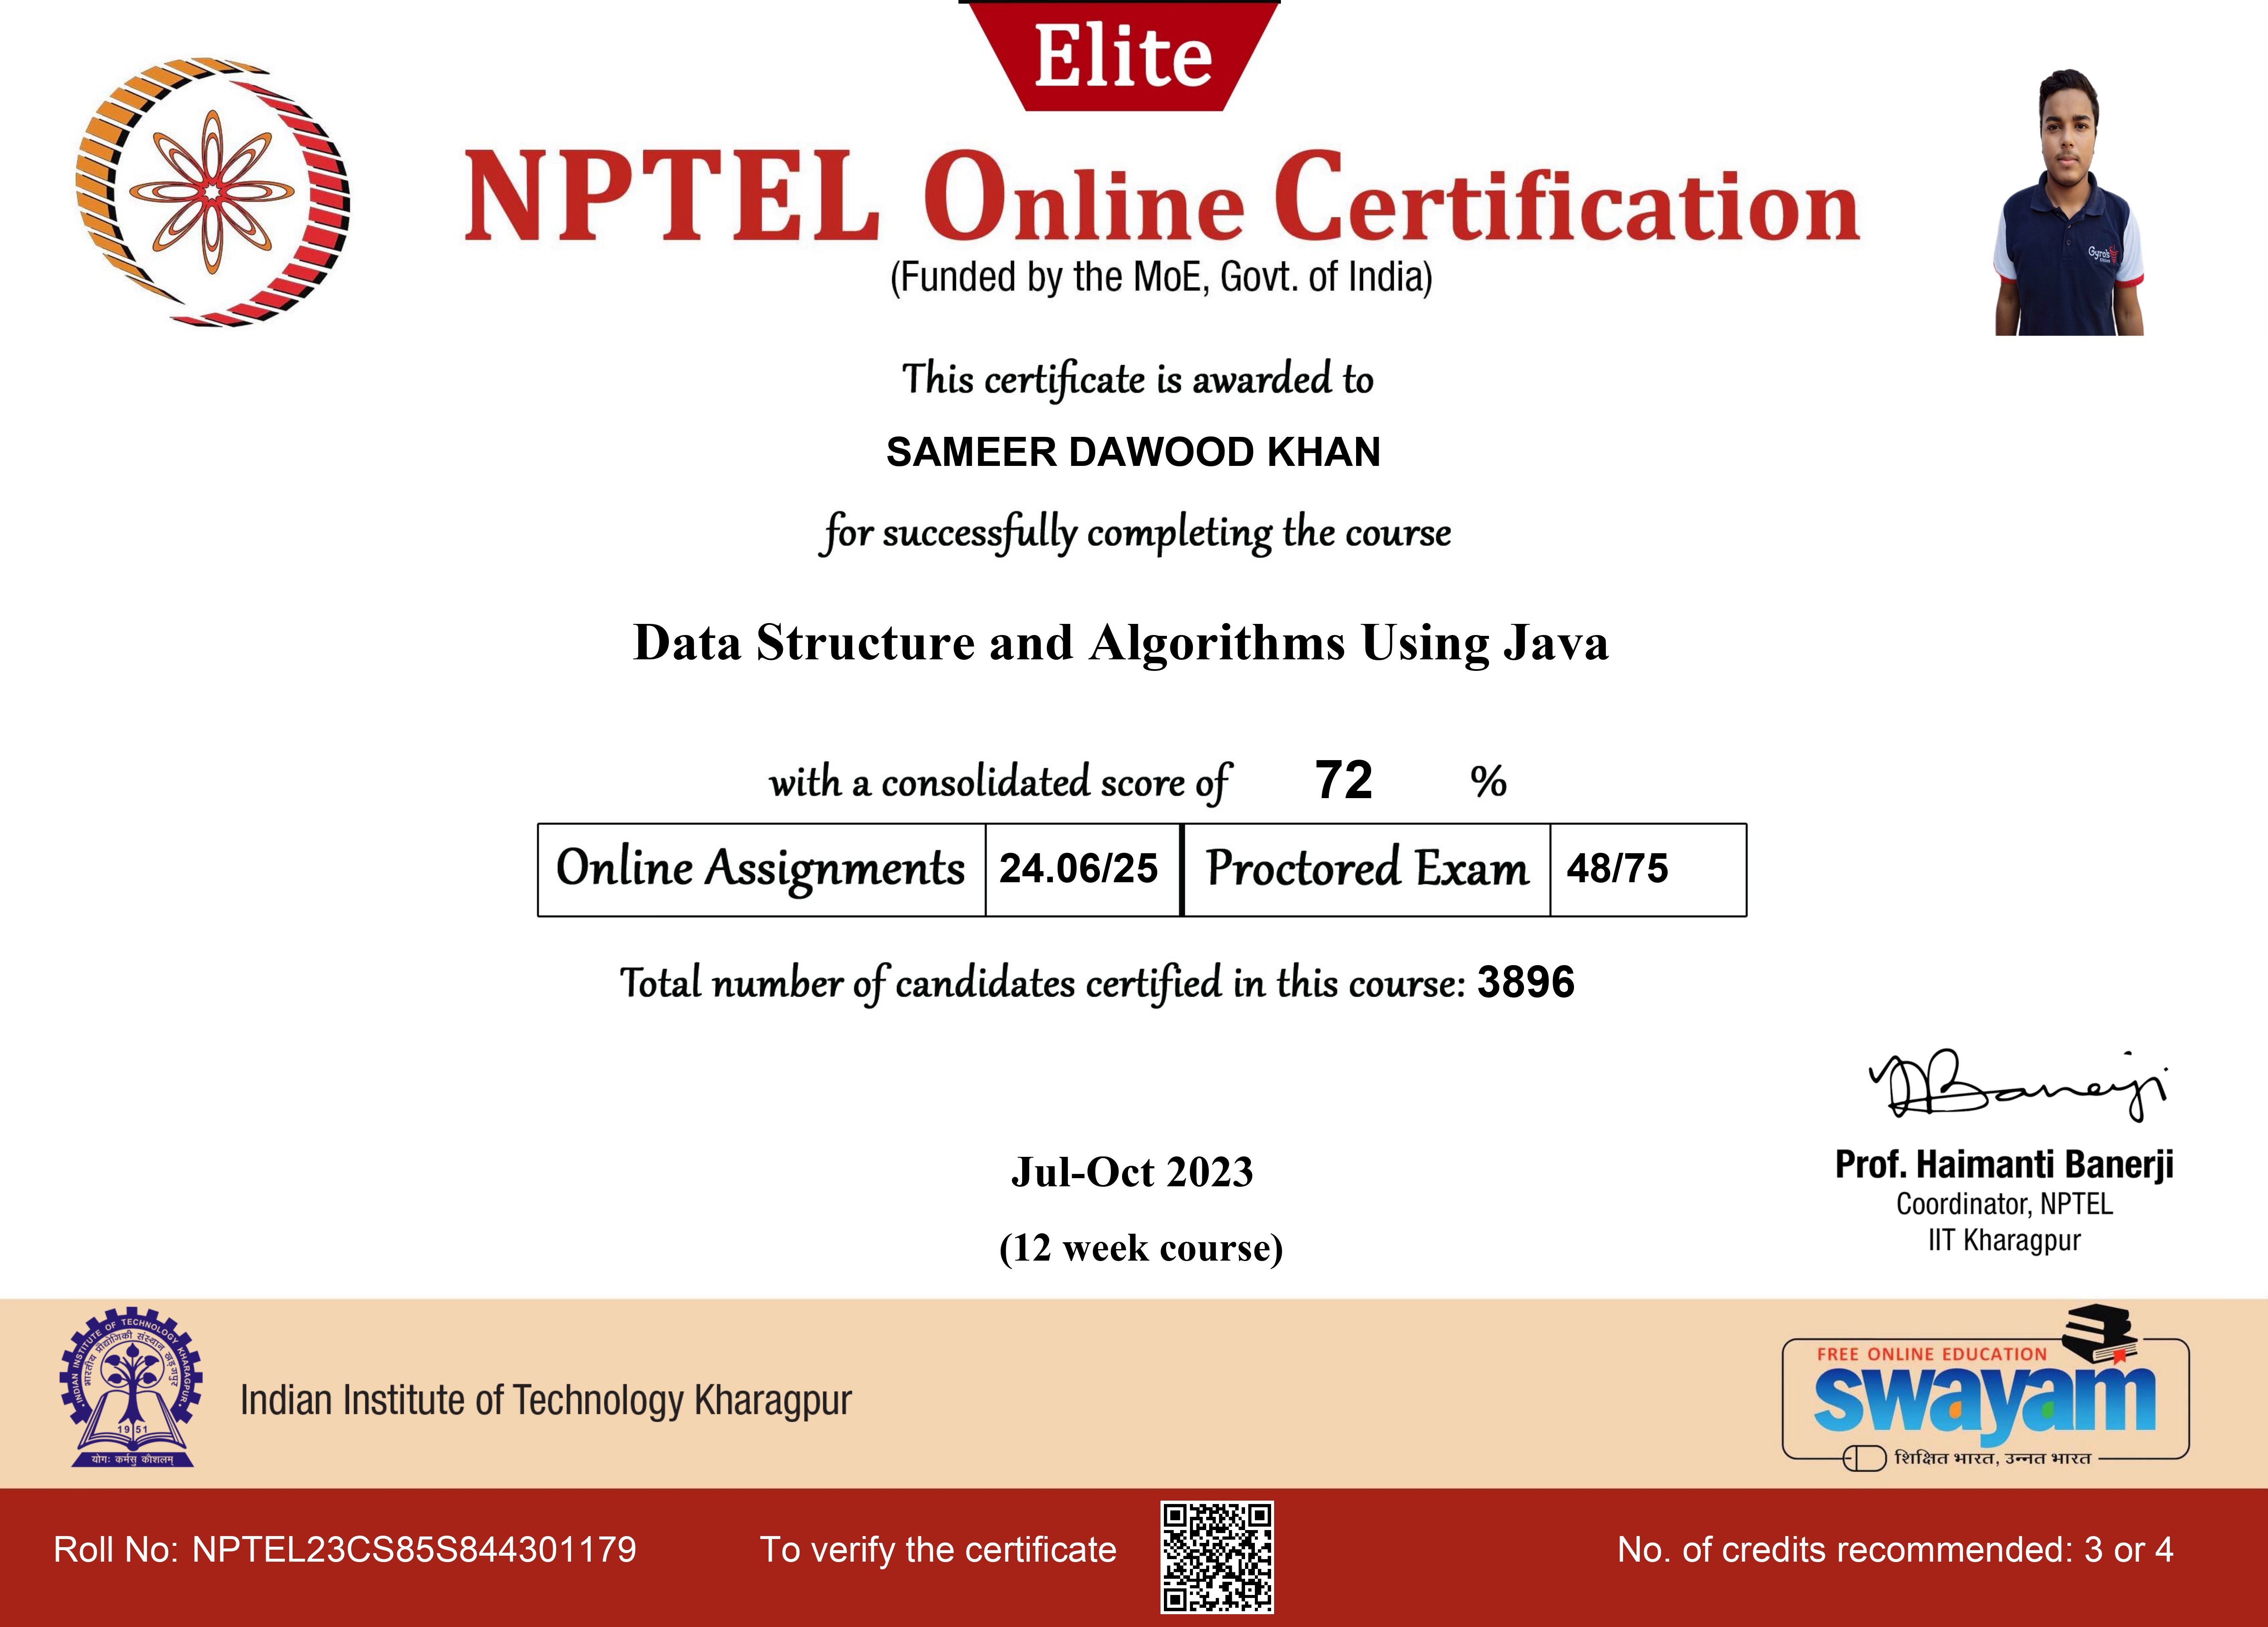 Elite
NPTEL Online Certification
(Funded by the MoE, Govt. of India)
Gyro's
This certificate is awarded to
SAMEER DAWOOD KHAN
for successfully completing the course
Data Structure and Algorithms Using Java
with a consolidated score of 72 %
Online Assignments 24.06/25 Proctored Exam 48/75
Total number of candidates certified in this course: 3896
Banerji
Prof. Haimanti Banerji
Coordinator, NPTEL
IIT Kharagpur
Jul-Oct 2023
(12 week course)
INDIAN INSTITUTE OF TECHNOLOGY KHARAGPUR
भारतीय प्रौद्योगिकी संस्थान खड़गपुर
1951
योगः कर्मसु कौशलम्
Indian Institute of Technology Kharagpur
FREE ONLINE EDUCATION
swayam
शिक्षित भारत, उन्नत भारत
Roll No: NPTEL23CS85S844301179
To verify the certificate
No. of credits recommended: 3 or 4